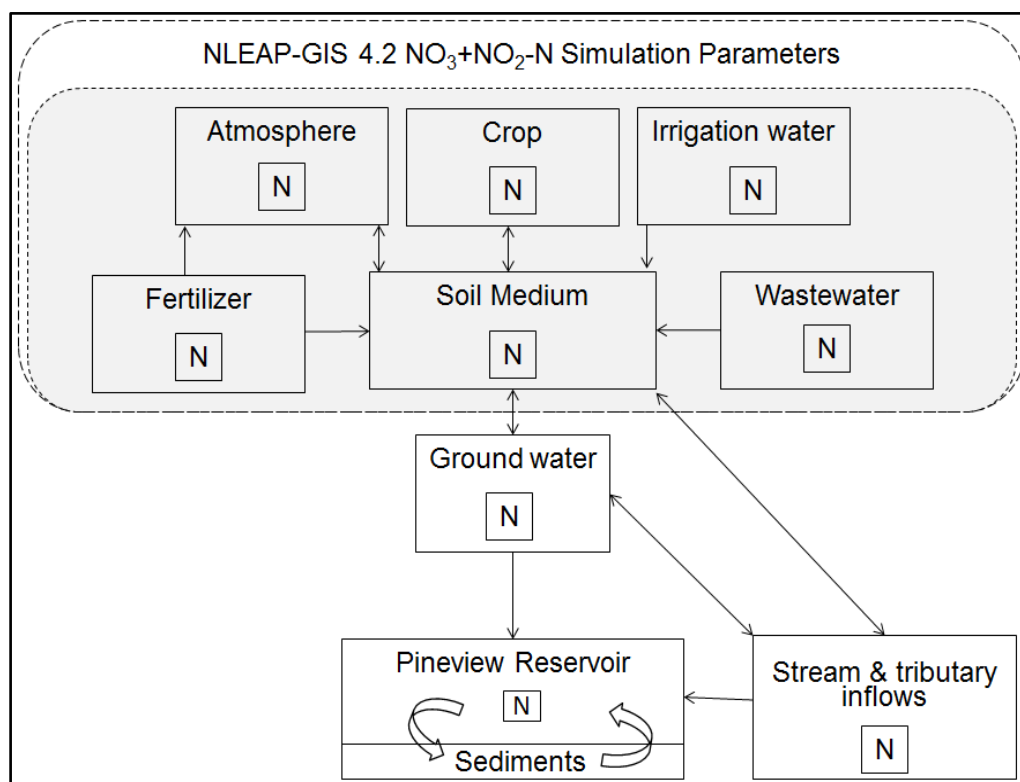 NLEAP-GIS 4.2 NO₃+NO₂-N Simulation Parameters
Atmosphere
N
Crop
N
Irrigation water
N
Fertilizer
N
Soil Medium
N
Wastewater
N
Ground water
N
Pineview Reservoir
N
Sediments
Stream & tributary
inflows
N